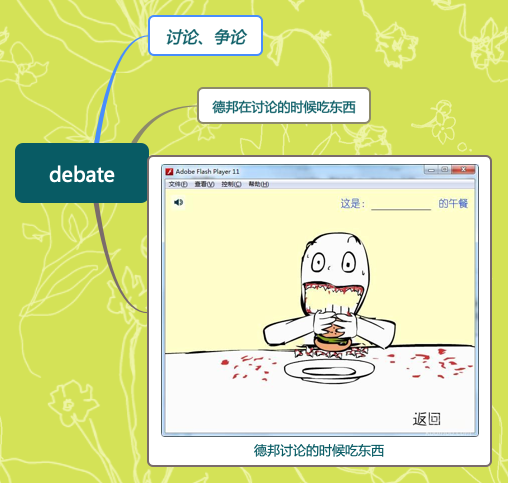 讨论、争论
德邦在讨论的时候吃东西
debate
Adobe Flash Player 11
文件(F) 查看(V) 控制(C) 帮助(H)
这是：________ 的午餐
返回
德邦讨论的时候吃东西